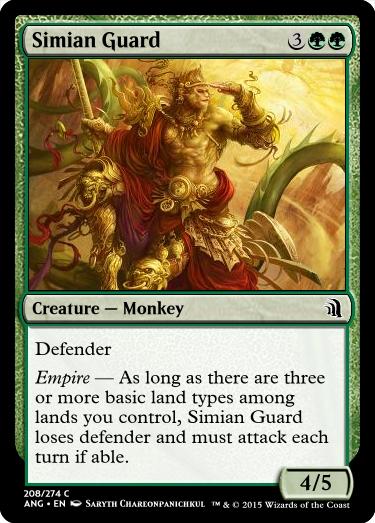 Simian Guard 3
Creature — Monkey
Defender
Empire — As long as there are three
or more basic land types among
lands you control, Simian Guard
loses defender and must attack each
turn if able.
4/5
208/274 C
ANG • EN SARYTH CHAREONPANICHKUL ™ & © 2015 Wizards of the Coast